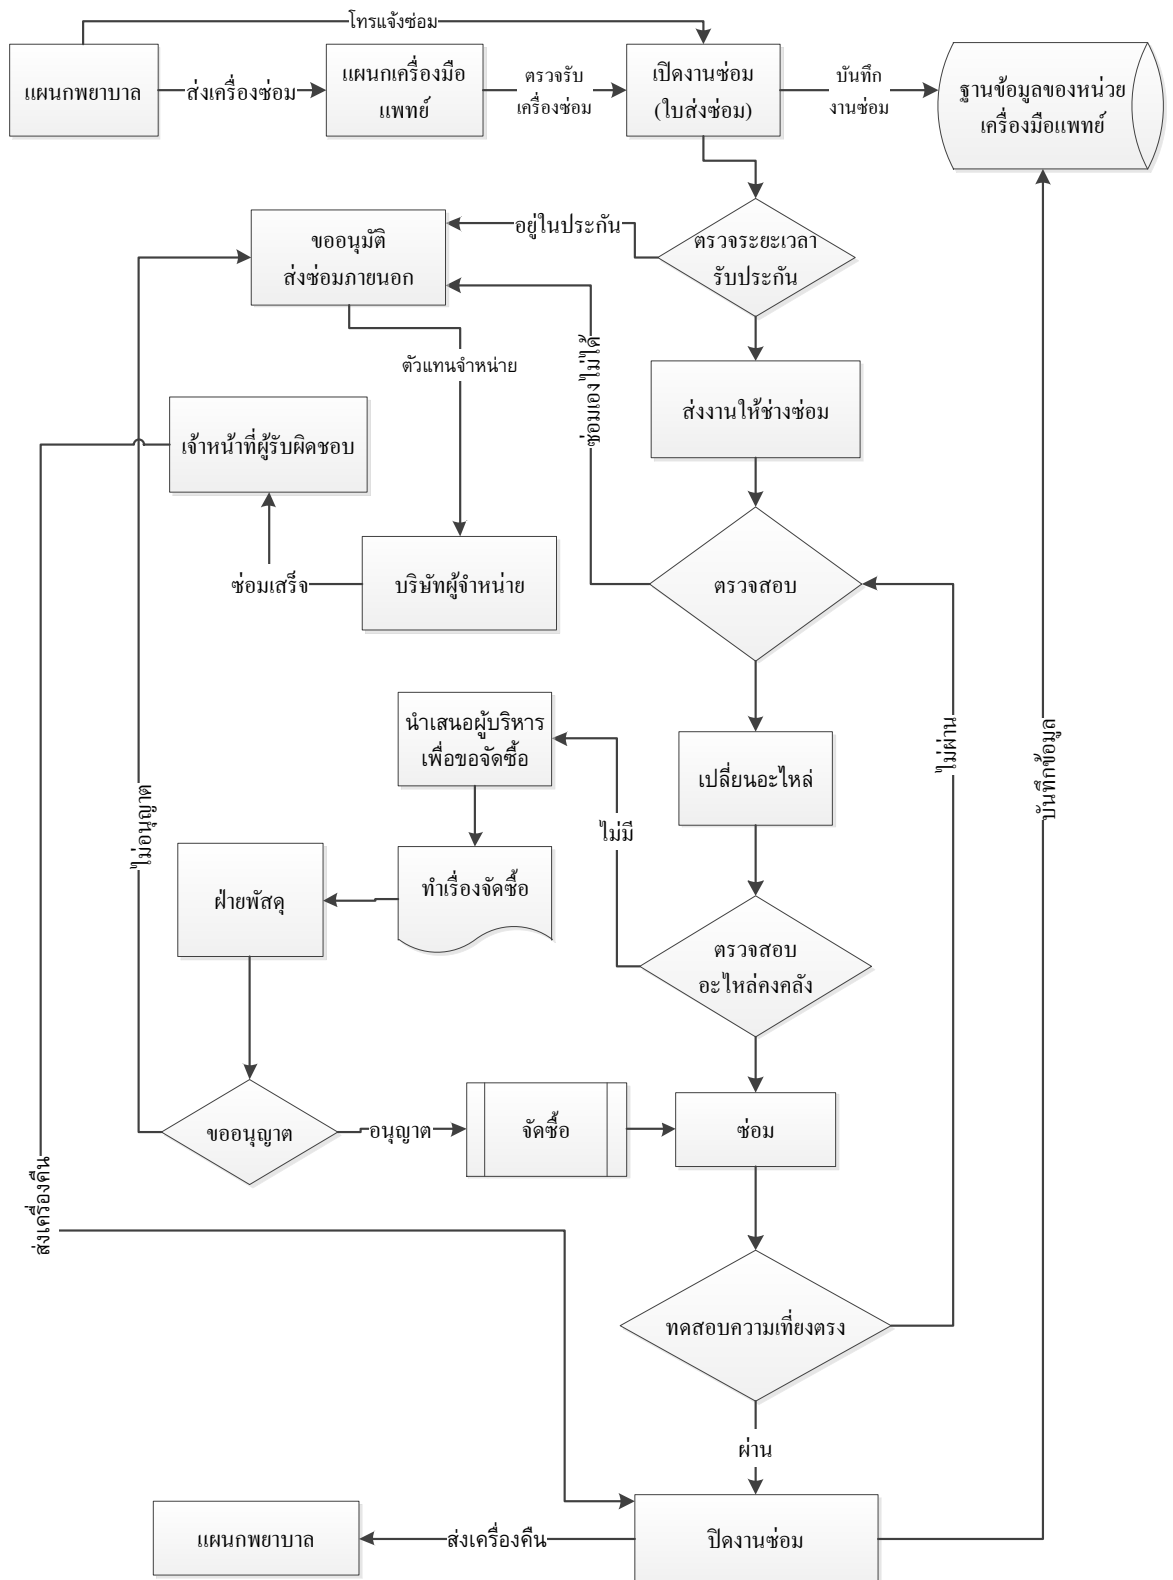 โทรแจ้งซ่อม
แผนกพยาบาล
ส่งเครื่องซ่อม
แผนกเครื่องมือ
แพทย์
ตรวจรับ
เครื่องซ่อม
เปิดงานซ่อม
(ใบส่งซ่อม)
บันทึก
งานซ่อม
ฐานข้อมูลของหน่วย
เครื่องมือแพทย์
ขออนุมัติ
ส่งซ่อมภายนอก
อยู่ในประกัน
ตรวจระยะเวลา
รับประกัน
ตัวแทนจำหน่าย
ซ่อมเองไม่ได้
ส่งงานให้ช่างซ่อม
เจ้าหน้าที่ผู้รับผิดชอบ
ซ่อมเสร็จ
บริษัทผู้จำหน่าย
ตรวจสอบ
นำเสนอผู้บริหาร
เพื่อขอจัดซื้อ
เปลี่ยนอะไหล่
ไม่ผ่าน
บันทึกข้อมูล
ไม่อนุญาต
ไม่มี
ฝ่ายพัสดุ
ทำเรื่องจัดซื้อ
ตรวจสอบ
อะไหล่คงคลัง
ขออนุญาต
อนุญาต
จัดซื้อ
ซ่อม
ส่งเครื่องคืน
ทดสอบความเที่ยงตรง
ผ่าน
แผนกพยาบาล
ส่งเครื่องคืน
ปิดงานซ่อม